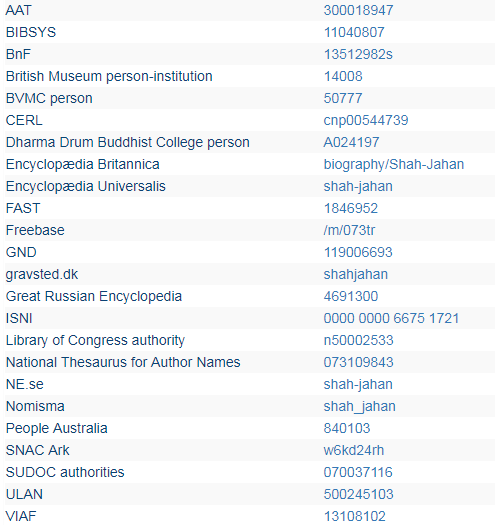 AAT 300018947
BIBSYS 11040807
BnF 13512982s
British Museum person-institution 14008
BVMC person 50777
CERL cnp00544739
Dharma Drum Buddhist College person A024197
Encyclopædia Britannica biography/Shah-Jahan
Encyclopædia Universalis shah-jahan
FAST 1846952
Freebase /m/073tr
GND 119006693
gravsted.dk shahjahan
Great Russian Encyclopedia 4691300
ISNI 0000 0000 6675 1721
Library of Congress authority n50002533
National Thesaurus for Author Names 073109843
NE.se shah-jahan
Nomisma shah_jahan
People Australia 840103
SNAC Ark w6kd24rh
SUDOC authorities 070037116
ULAN 500245103
VIAF 13108102